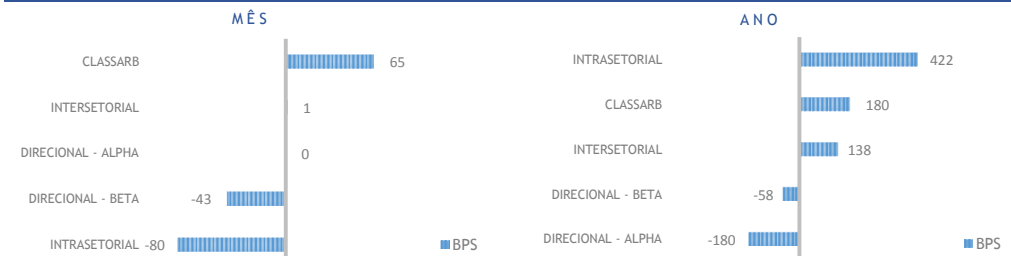 MÊS
CLASSARB 65
INTERSETORIAL 1
DIRECIONAL - ALPHA 0
DIRECIONAL - BETA -43
INTRASETORIAL -80
BPS
ANO
INTRASETORIAL 422
CLASSARB 180
INTERSETORIAL 138
DIRECIONAL - BETA -58
DIRECIONAL - ALPHA -180
BPS